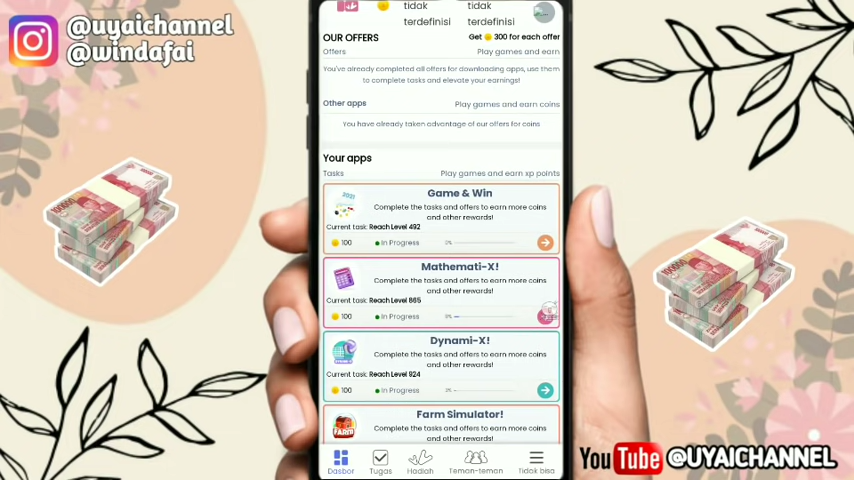 @uyaichannel
@windafai
tidak
terdefinisi
tidak
terdefinisi
OUR OFFERS
Get 300 for each offer
Offers
Play games and earn
You've already completed all offers for downloading apps, use them
to complete tasks and elevate your earnings!
Other apps
Play games and earn coins
You have already taken advantage of our offers for coins
Your apps
Tasks
Play games and earn xp points
Game & Win
Complete the tasks and offers to earn more coins
and other rewards!
Current task: Reach Level 492
100
In Progress
0%
Mathemati-X!
Complete the tasks and offers to earn more coins
and other rewards!
Current task: Reach Level 865
100
In Progress
Dynami-X!
Complete the tasks and offers to earn more coins
and other rewards!
Current task: Reach Level 924
100
In Progress
Farm Simulator!
FARM
Complete the tasks and offers to earn more coins
and other rewards!
Dasbor
Tugas
Hadiah
Teman-teman
Tidak bisa
100000
100000
You Tube @UYAICHANNEL